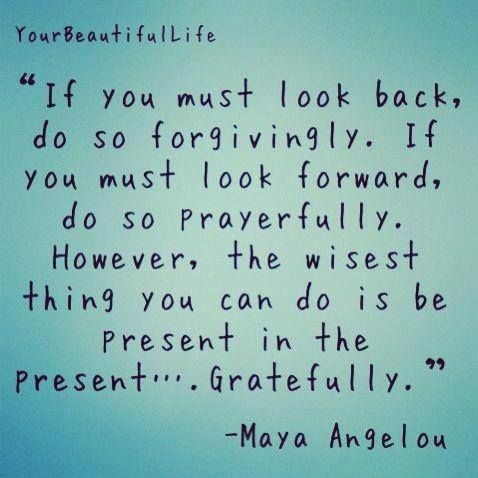 YourBeautifulLife
“If you must look back,
do so forgivingly. If
you must look forward,
do so prayerfully.
However, the wisest
thing you can do is be
present in the
present....Gratefully.”
-Maya Angelou